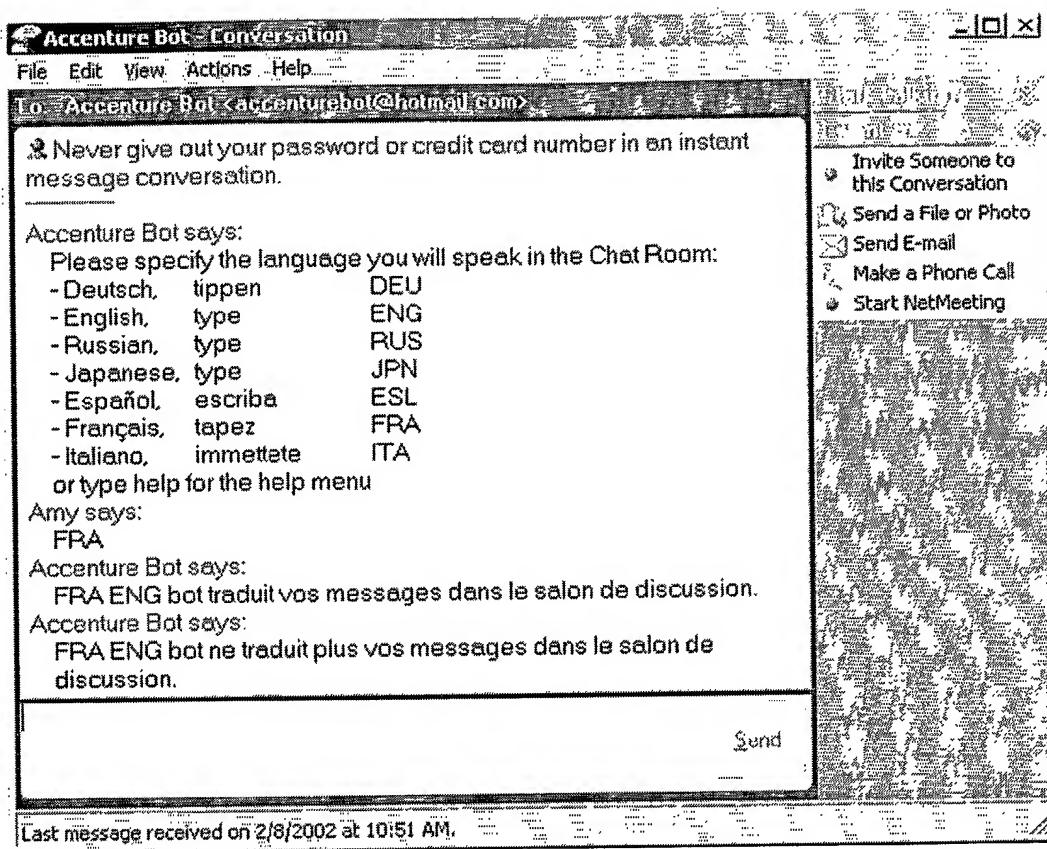 Accenture Bot - Conversation
File Edit View Actions Help
To: Accenture Bot <accenturebot@hotmail.com>
Never give out your password or credit card number in an instant
message conversation.
Accenture Bot says:
Please specify the language you will speak in the Chat Room:
- Deutsch, tippen DEU
- English, type ENG
- Russian, type RUS
- Japanese, type JPN
- Español, escriba ESL
- Français, tapez FRA
- Italiano, immettete ITA
or type help for the help menu
Amy says:
FRA
Accenture Bot says:
FRA ENG bot traduit vos messages dans le salon de discussion.
Accenture Bot says:
FRA ENG bot ne traduit plus vos messages dans le salon de
discussion.
Send
Invite Someone to
this Conversation
Send a File or Photo
Send E-mail
Make a Phone Call
Start NetMeeting
Last message received on 2/8/2002 at 10:51 AM.